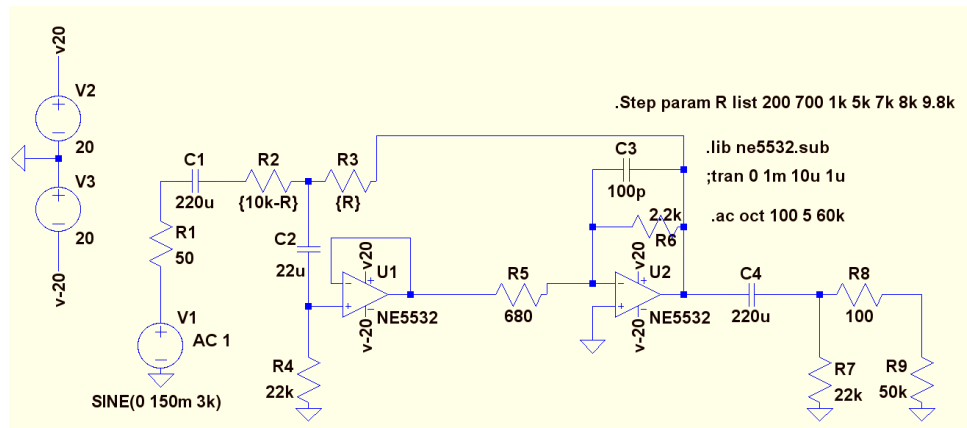 v20
V2
20
V3
20
v-20
C1
220u
R1
50
V1
AC 1
SINE(0 150m 3k)
R2
{10k-R}
R3
{R}
C2
22u
R4
22k
v20
U1
NE5532
v-20
R5
680
C3
100p
2.2k
R6
v20
U2
NE5532
v-20
C4
220u
R7
22k
R8
100
R9
50k
.Step param R list 200 700 1k 5k 7k 8k 9.8k
.lib ne5532.sub
;tran 0 1m 10u 1u
.ac oct 100 5 60k